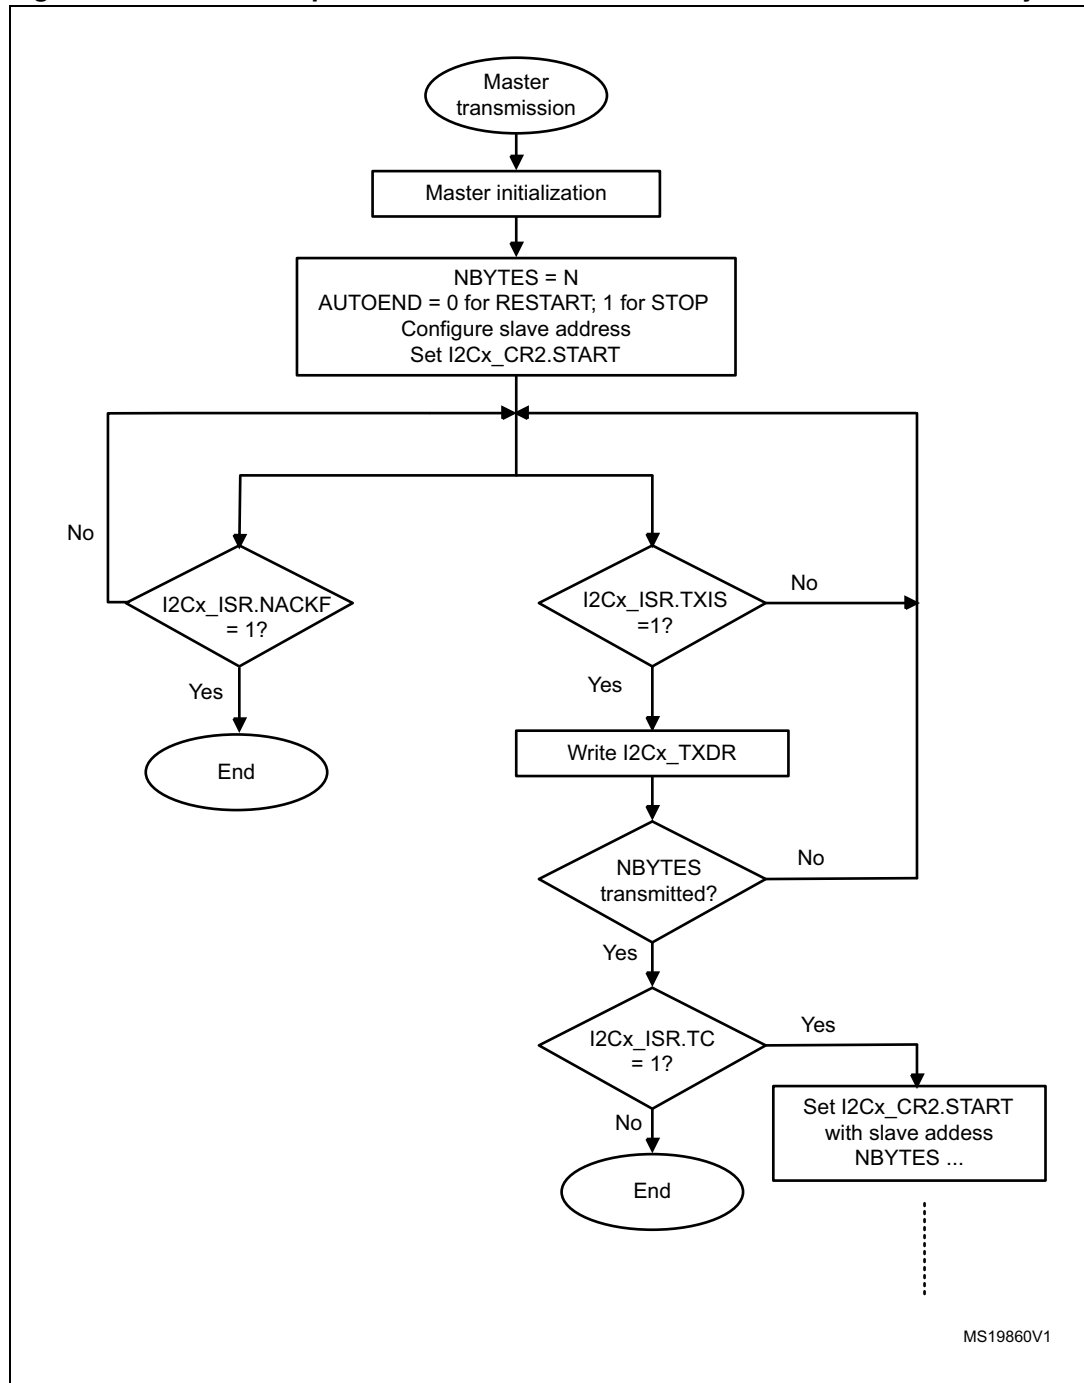 Master
transmission
Master initialization
NBYTES = N
AUTOEND = 0 for RESTART; 1 for STOP
Configure slave address
Set I2Cx_CR2.START
No
I2Cx_ISR.NACKF
= 1?
Yes
End
I2Cx_ISR.TXIS
=1?
No
Yes
Write I2Cx_TXDR
NBYTES
transmitted?
No
Yes
I2Cx_ISR.TC
= 1?
Yes
No
End
Set I2Cx_CR2.START
with slave addess
NBYTES ...
MS19860V1